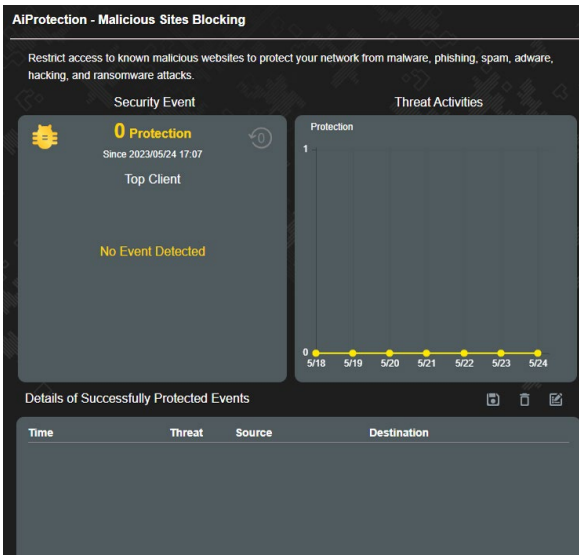 AiProtection - Malicious Sites Blocking
Restrict access to known malicious websites to protect your network from malware, phishing, spam, adware,
hacking, and ransomware attacks.
Security Event
0 Protection
Since 2023/05/24 17:07
Top Client
No Event Detected
0
Threat Activities
Protection
1
0
5/18 5/19 5/20 5/21 5/22 5/23 5/24
Details of Successfully Protected Events
Time Threat Source Destination